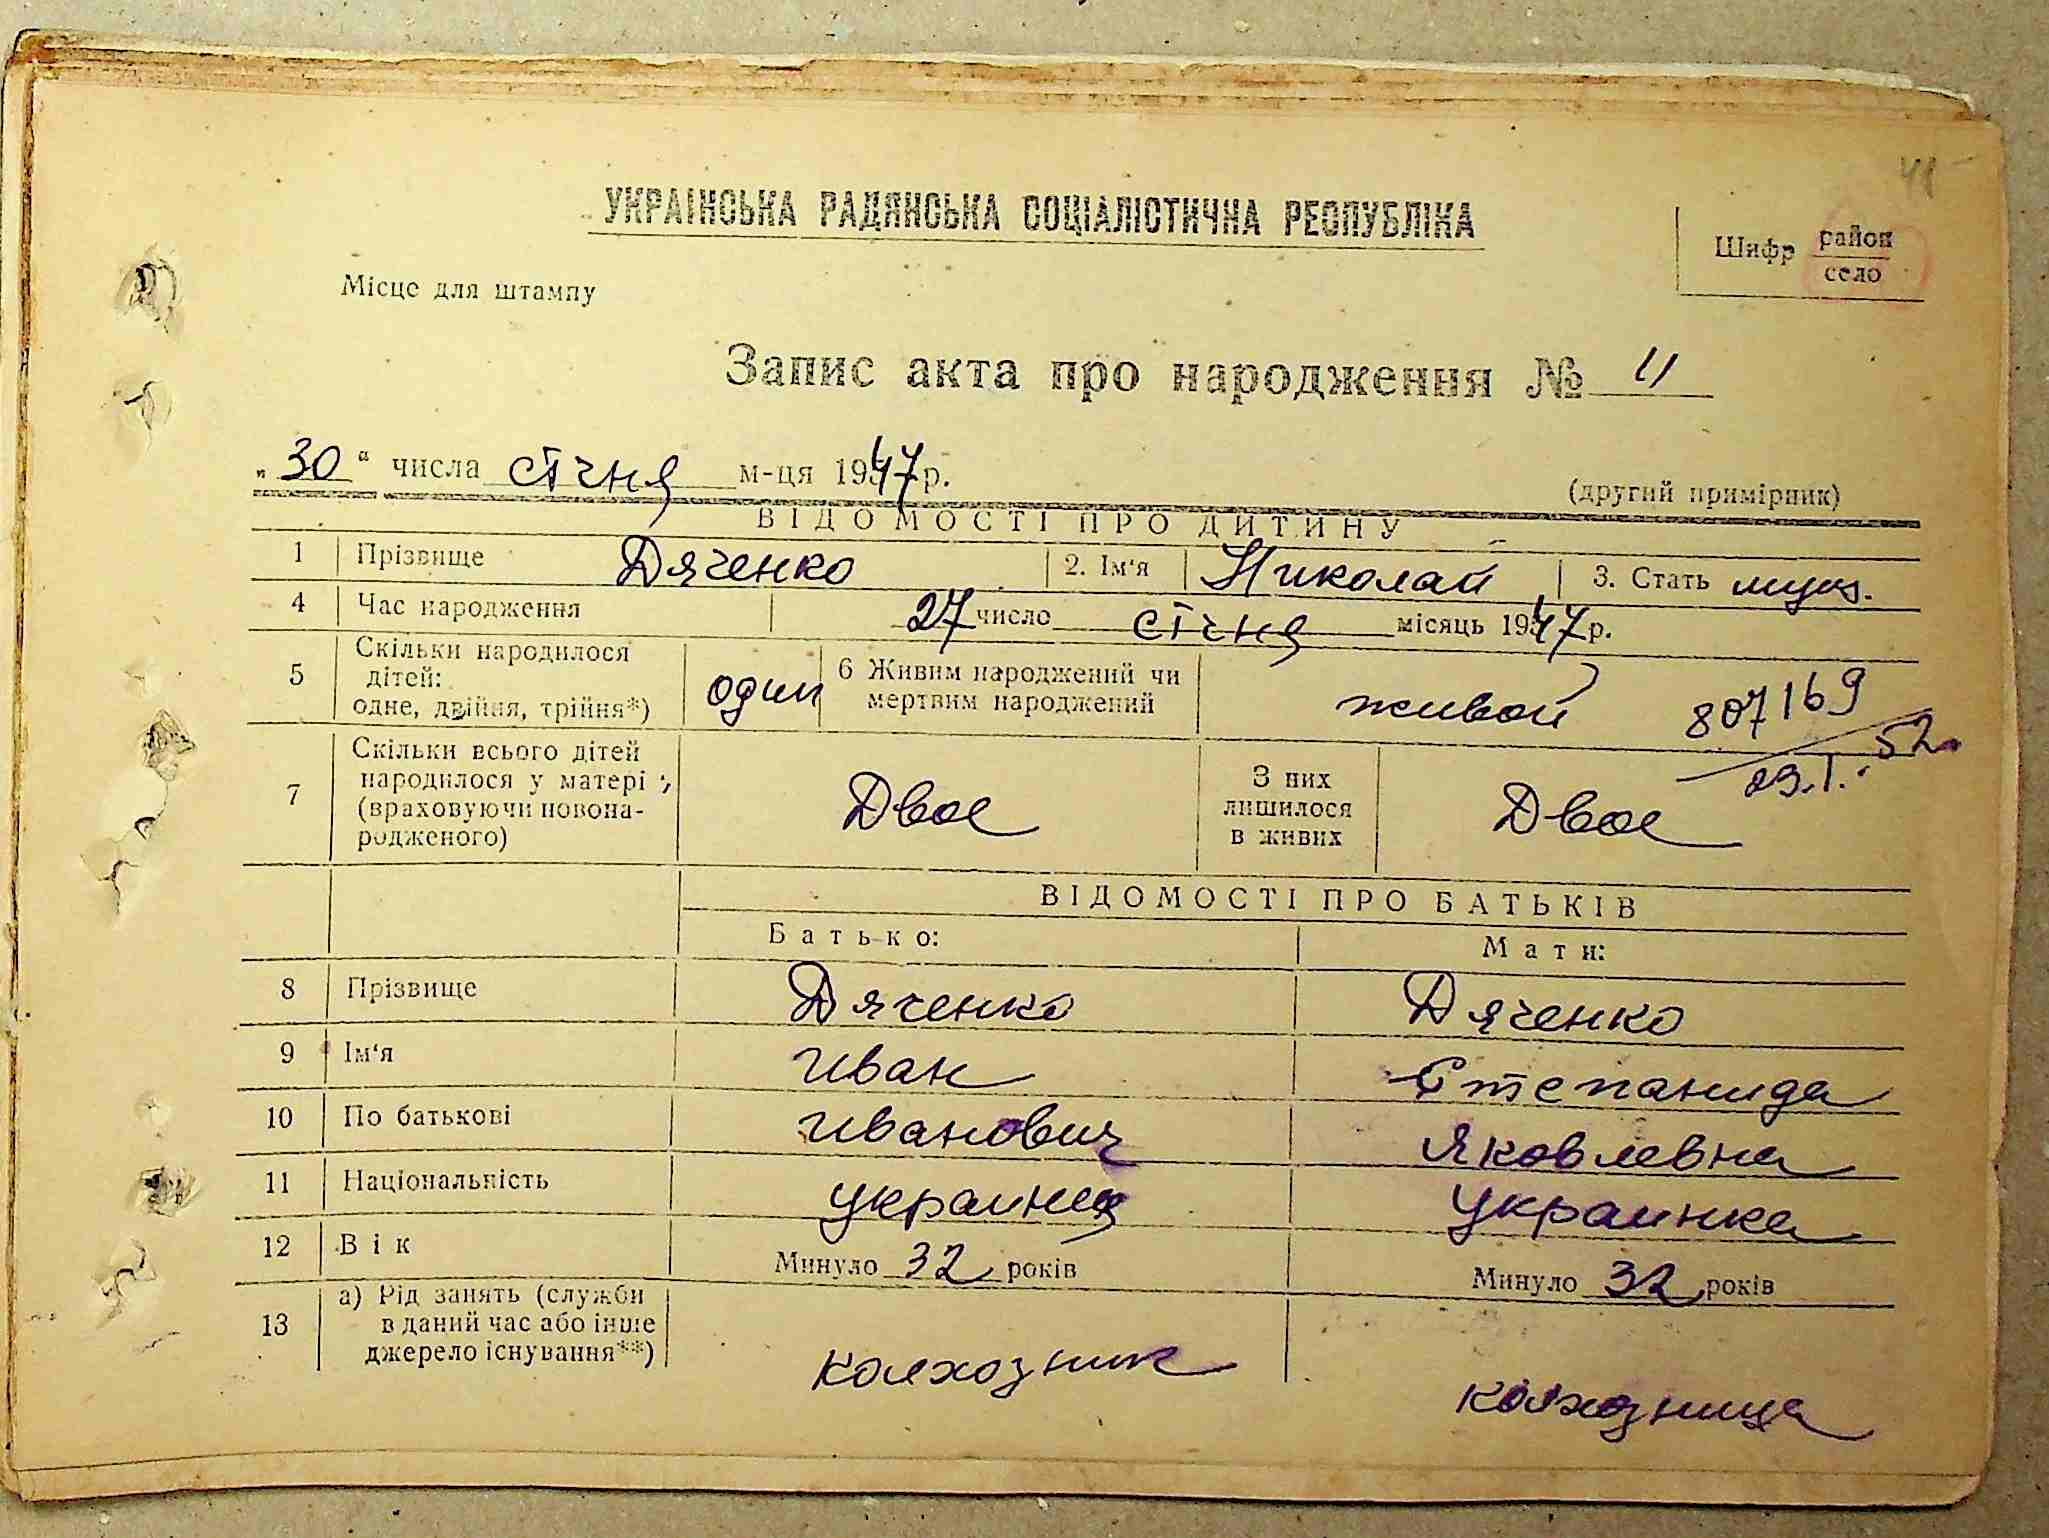 41
УКРАІНСЬКА РАДЯНСЬКА СОЦІАЛІСТИЧНА РЕСПУБЛІКА
Шифр район
село
Місце для штампу
Запис акта про народження № 11
„30“ числа січня м-ця 1947 р.
(другий примірник)
ВІДОМОСТІ ПРО ДИТИНУ
1 Прізвище Дяченко 2. Ім‘я Николай 3. Стать муж.
4 Час народження 27 число січня місяць 1947 р.
5 Скільки народилося дітей: одне, двійня, трійня*) один 6 Живим народжений чи мертвим народжений живой
807169
29.I.52
7 Скільки всього дітей народилося у матері (враховуючи новонародженого) Двое З них лишилося в живих Двое
ВІДОМОСТІ ПРО БАТЬКІВ
Батько: Мати:
8 Прізвище Дяченко Дяченко
9 Ім‘я Иван Степанида
10 По батькові Иванович Яковлевна
11 Національність украинец украинка
12 Вік Минуло 32 років Минуло 32 років
13 а) Рід занять (служби в даний час або інше джерело існування**) колхозник колхозница